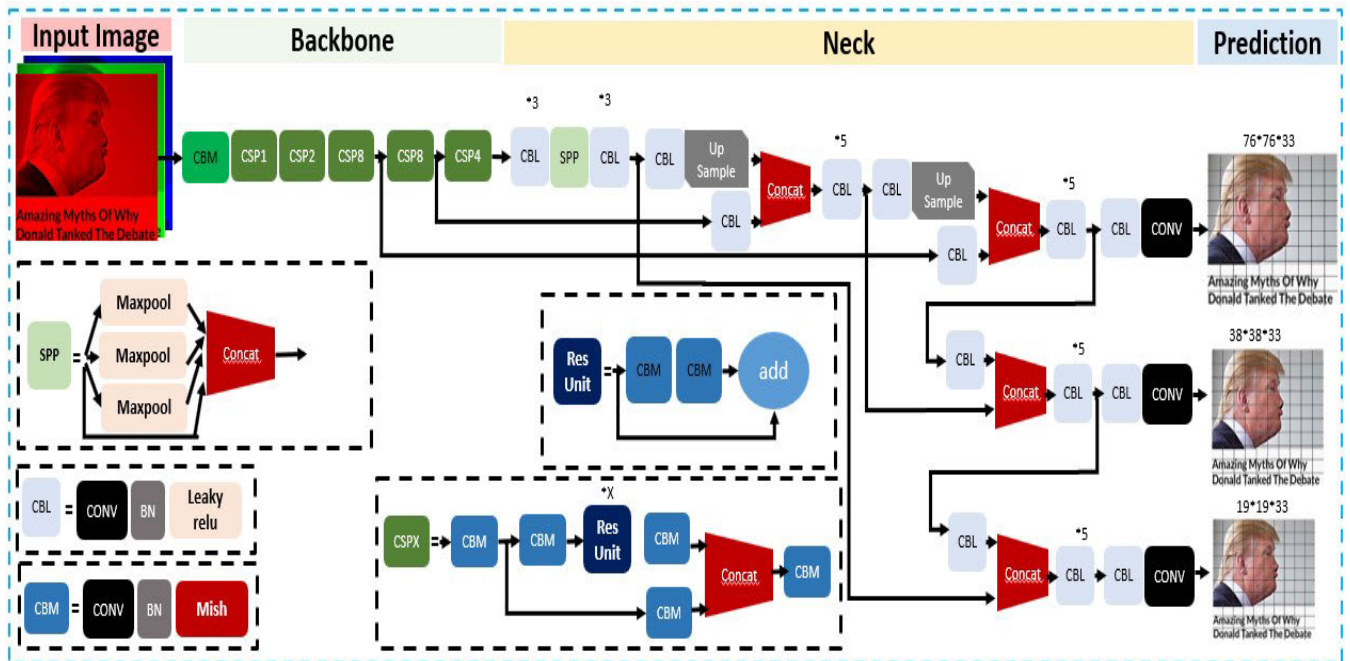 Input Image
Backbone
Neck
Prediction
*3
*3
*5
*5
76*76*33
CBM
CSP1
CSP2
CSP8
CSP8
CSP4
CBL
SPP
CBL
CBL
Up
Sample
Concat
CBL
CBL
CBL
Up
Sample
CBL
Concat
CBL
CBL
CONV
Amazing Myths Of Why
Donald Tanked The Debate
Amazing Myths Of Why
Donald Tanked The Debate
SPP
=
Maxpool
Maxpool
Maxpool
Concat
Res
Unit
=
CBM
CBM
add
CBL
Concat
*5
CBL
CBL
CONV
38*38*33
Amazing Myths Of Why
Donald Tanked The Debate
CBL
=
CONV
BN
Leaky
relu
CBM
=
CONV
BN
Mish
CSPX
=
CBM
CBM
*X
Res
Unit
CBM
CBM
Concat
CBM
CBL
Concat
*5
CBL
CBL
CONV
19*19*33
Amazing Myths Of Why
Donald Tanked The Debate